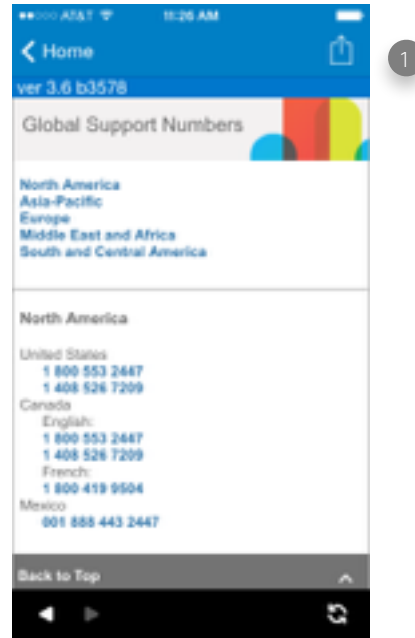 AT&T 11:26 AM
Home
1
ver 3.6 b3578
Global Support Numbers
North America
Asia-Pacific
Europe
Middle East and Africa
South and Central America
North America
United States
1 800 553 2447
1 408 526 7209
Canada
English:
1 800 553 2447
1 408 526 7209
French:
1 800 419 9504
Mexico
001 888 443 2447
Back to Top